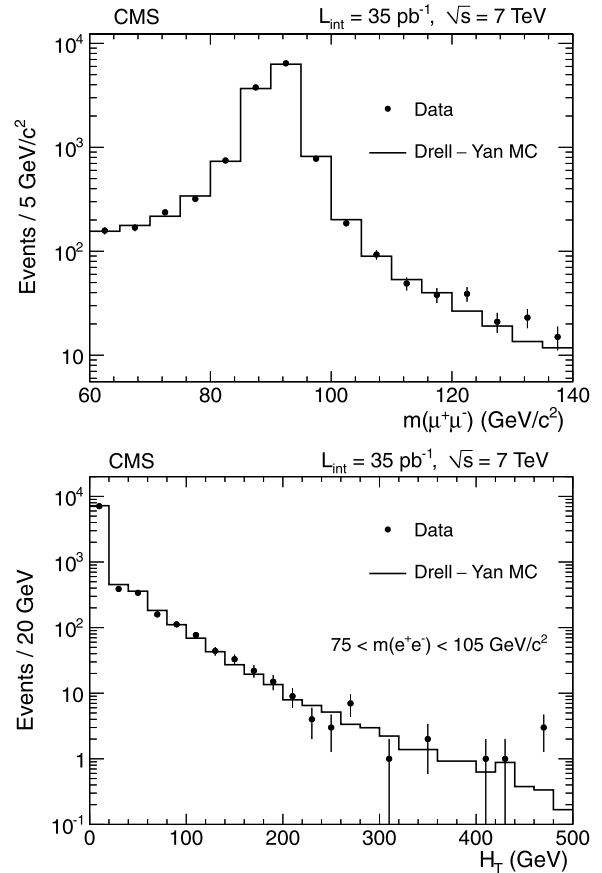 CMS
L_int = 35 pb⁻¹, √s = 7 TeV
10⁴
Data
Drell – Yan MC
10³
Events / 5 GeV/c²
10²
10
60 80 100 120 140
m(μ⁺μ⁻) (GeV/c²)
CMS
L_int = 35 pb⁻¹, √s = 7 TeV
10⁴
Data
10³
Drell – Yan MC
10²
75 < m(e⁺e⁻) < 105 GeV/c²
Events / 20 GeV
10
1
10⁻¹
0 100 200 300 400 500
H_T (GeV)